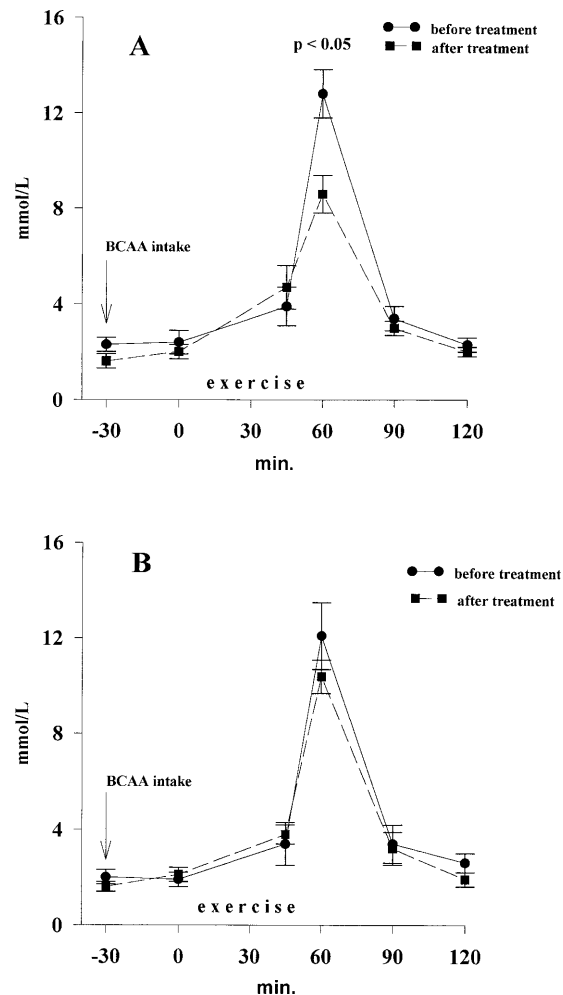 16
A
p < 0.05
before treatment
after treatment
12
mmol/L
8
BCAA intake
4
exercise
0
-30 0 30 60 90 120
min.
16
B
before treatment
after treatment
12
mmol/L
8
BCAA intake
4
exercise
0
-30 0 30 60 90 120
min.